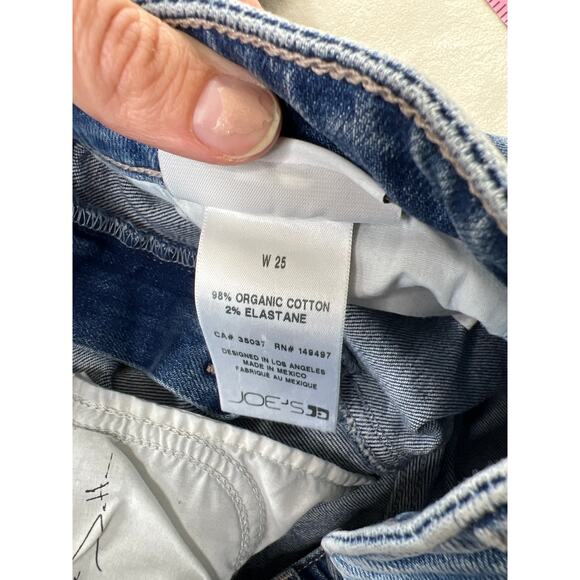 W 25
98% ORGANIC COTTON
2% ELASTANE
CA# 35037 RN# 149497
DESIGNED IN LOS ANGELES
MADE IN MEXICO
FABRIQUÉ AU MEXIQUE
JOE'S